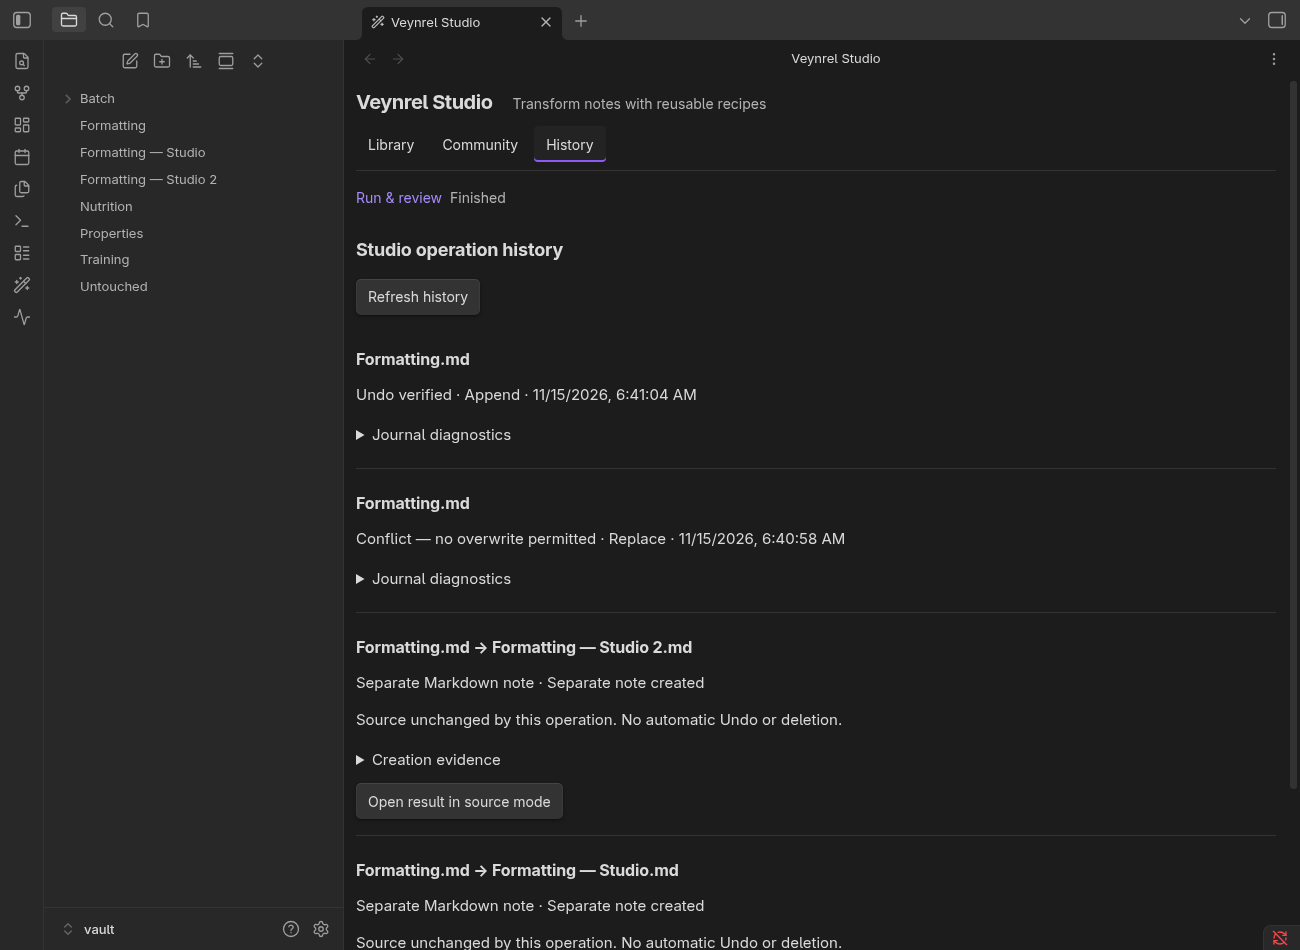 Veynrel Studio
Veynrel Studio
Batch
Formatting
Formatting — Studio
Formatting — Studio 2
Nutrition
Properties
Training
Untouched
vault
Veynrel Studio Transform notes with reusable recipes
Library Community History
Run & review Finished
Studio operation history
Refresh history
Formatting.md
Undo verified · Append · 11/15/2026, 6:41:04 AM
Journal diagnostics
Formatting.md
Conflict — no overwrite permitted · Replace · 11/15/2026, 6:40:58 AM
Journal diagnostics
Formatting.md → Formatting — Studio 2.md
Separate Markdown note · Separate note created
Source unchanged by this operation. No automatic Undo or deletion.
Creation evidence
Open result in source mode
Formatting.md → Formatting — Studio.md
Separate Markdown note · Separate note created
Source unchanged by this operation. No automatic Undo or deletion.